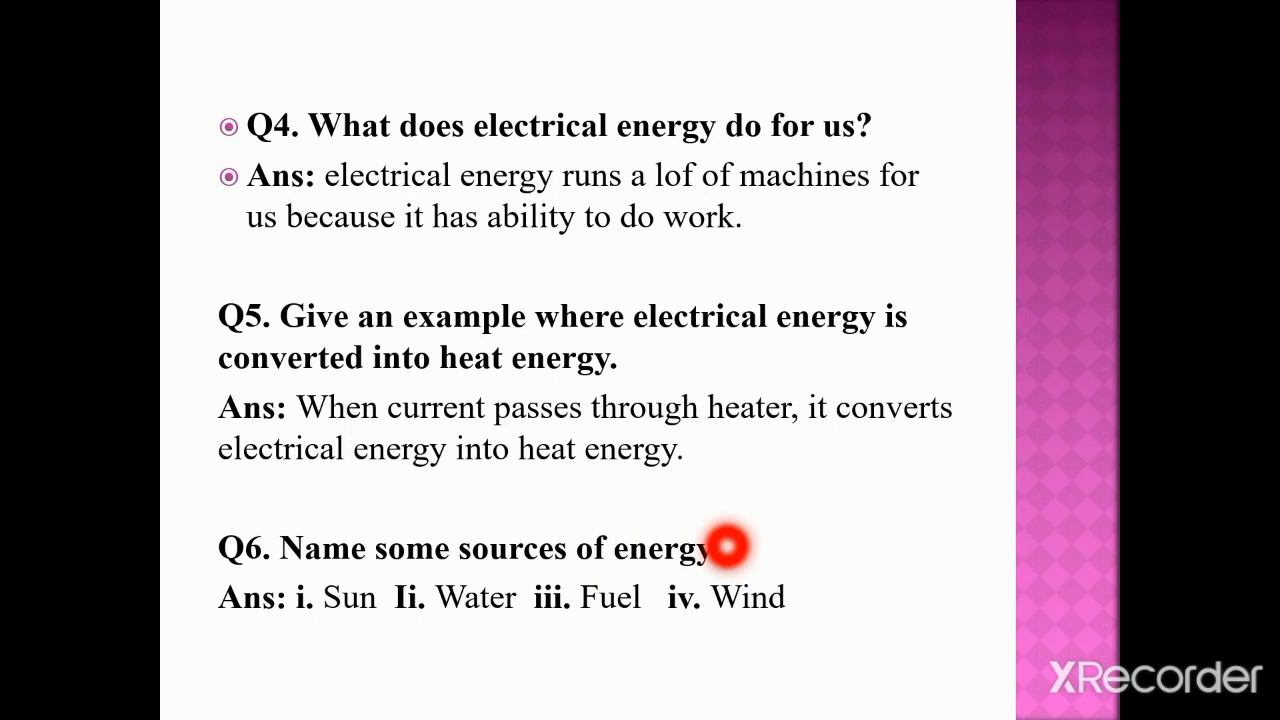 Q4. What does electrical energy do for us?
Ans: electrical energy runs a lof of machines for
us because it has ability to do work.
Q5. Give an example where electrical energy is
converted into heat energy.
Ans: When current passes through heater, it converts
electrical energy into heat energy.
Q6. Name some sources of energy
Ans: i. Sun Ii. Water iii. Fuel iv. Wind
XRecorder